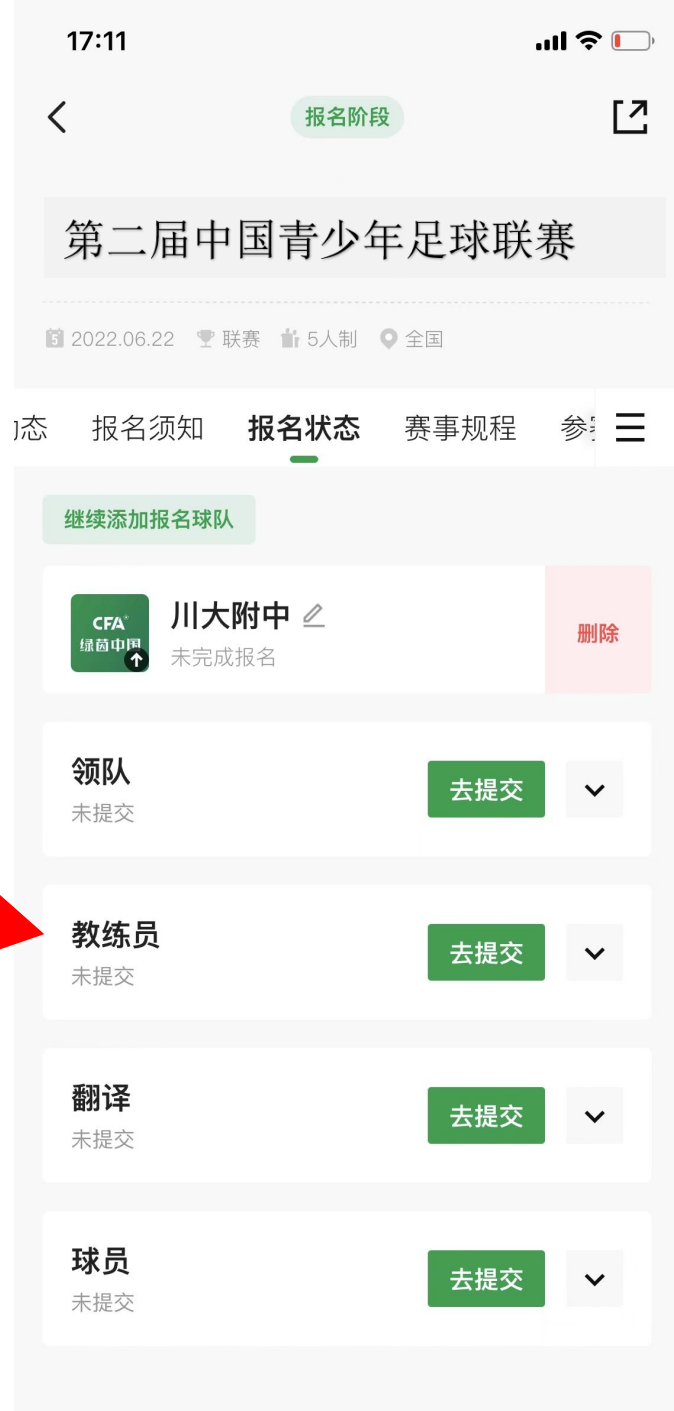 17:11
报名阶段
第二届中国青少年足球联赛
5 2022.06.22 联赛 5人制 全国
态 报名须知 报名状态 赛事规程 参
继续添加报名球队
CFA
绿茵中国
川大附中
未完成报名
删除
领队
未提交
去提交
教练员
未提交
去提交
翻译
未提交
去提交
球员
未提交
去提交